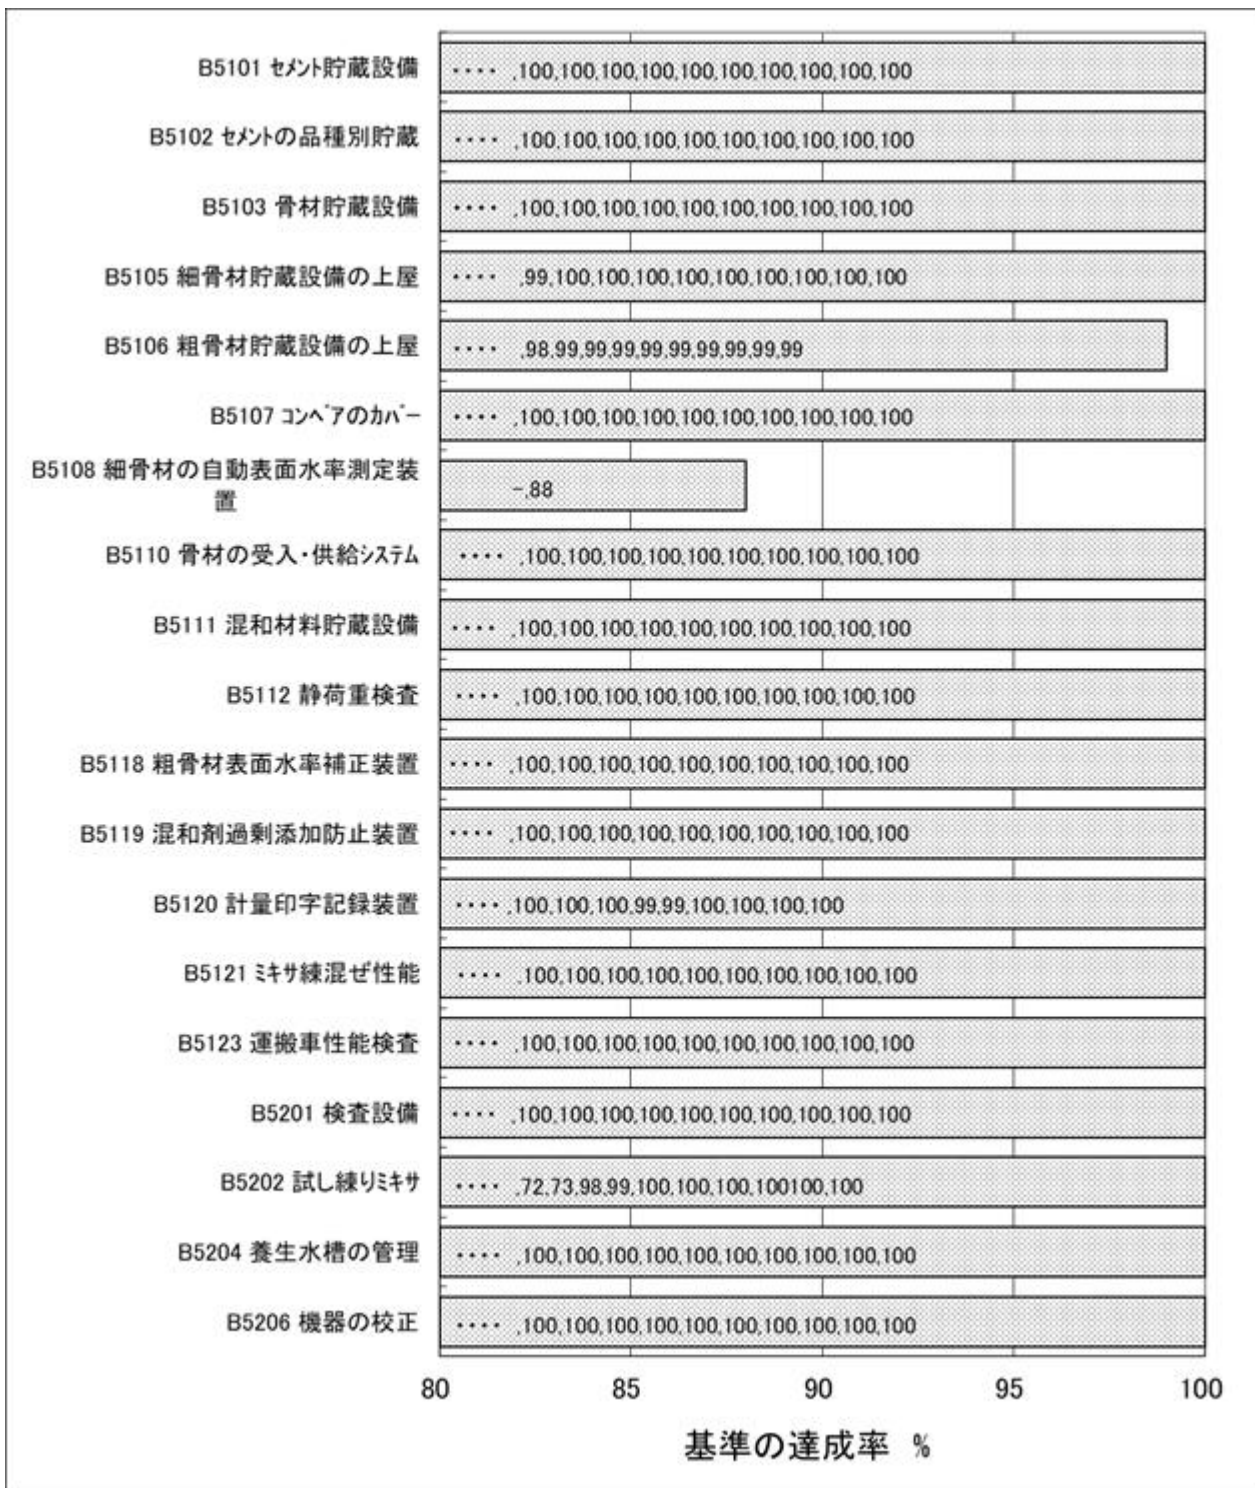 B5101 セメント貯蔵設備 ････ ,100,100,100,100,100,100,100,100,100,100
B5102 セメントの品種別貯蔵 ････ ,100,100,100,100,100,100,100,100,100,100
B5103 骨材貯蔵設備 ････ ,100,100,100,100,100,100,100,100,100,100
B5105 細骨材貯蔵設備の上屋 ････ ,99,100,100,100,100,100,100,100,100,100
B5106 粗骨材貯蔵設備の上屋 ････ ,98,99,99,99,99,99,99,99,99,99
B5107 コンベアのカバー ････ ,100,100,100,100,100,100,100,100,100,100
B5108 細骨材の自動表面水率測定装
置 -,88
B5110 骨材の受入・供給システム ････ ,100,100,100,100,100,100,100,100,100,100
B5111 混和材料貯蔵設備 ････ ,100,100,100,100,100,100,100,100,100,100
B5112 静荷重検査 ････ ,100,100,100,100,100,100,100,100,100,100
B5118 粗骨材表面水率補正装置 ････ ,100,100,100,100,100,100,100,100,100,100
B5119 混和剤過剰添加防止装置 ････ ,100,100,100,100,100,100,100,100,100,100
B5120 計量印字記録装置 ････,100,100,100,99,99,100,100,100,100
B5121 ミキサ練混ぜ性能 ････ ,100,100,100,100,100,100,100,100,100,100
B5123 運搬車性能検査 ････ ,100,100,100,100,100,100,100,100,100,100
B5201 検査設備 ････ ,100,100,100,100,100,100,100,100,100,100
B5202 試し練りミキサ ････ ,72,73,98,99,100,100,100,100100,100
B5204 養生水槽の管理 ････ ,100,100,100,100,100,100,100,100,100,100
B5206 機器の校正 ････ ,100,100,100,100,100,100,100,100,100,100
80 85 90 95 100
基準の達成率 %